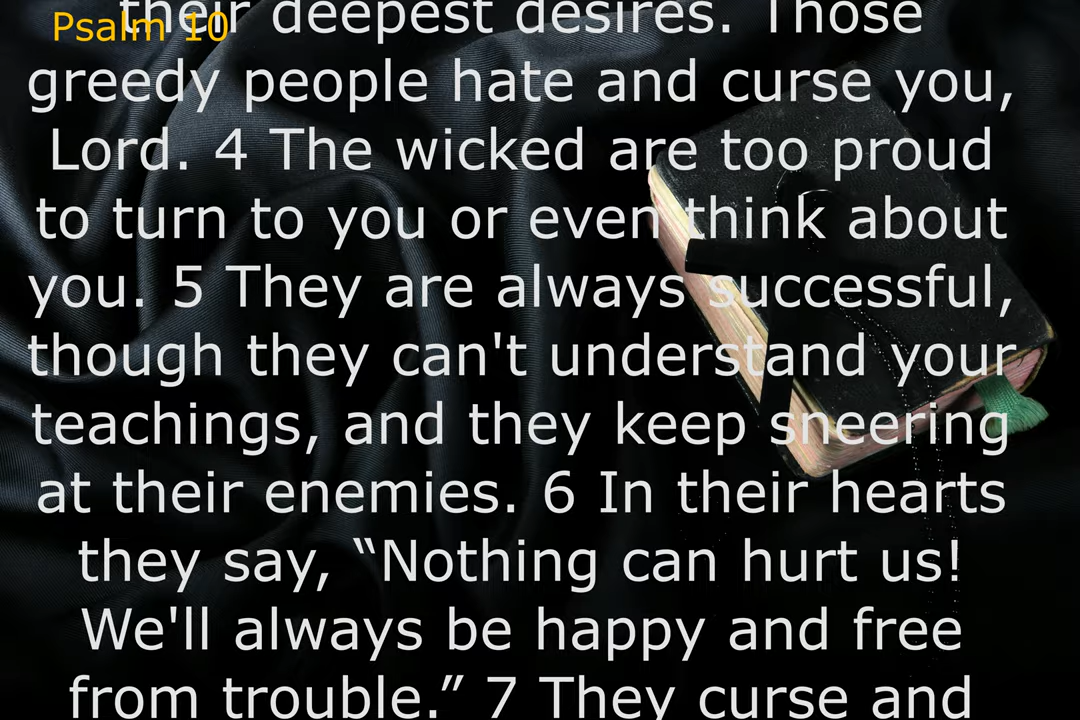 Psalm 10
their deepest desires. Those
greedy people hate and curse you,
Lord. 4 The wicked are too proud
to turn to you or even think about
you. 5 They are always successful,
though they can't understand your
teachings, and they keep sneering
at their enemies. 6 In their hearts
they say, “Nothing can hurt us!
We'll always be happy and free
from trouble.” 7 They curse and